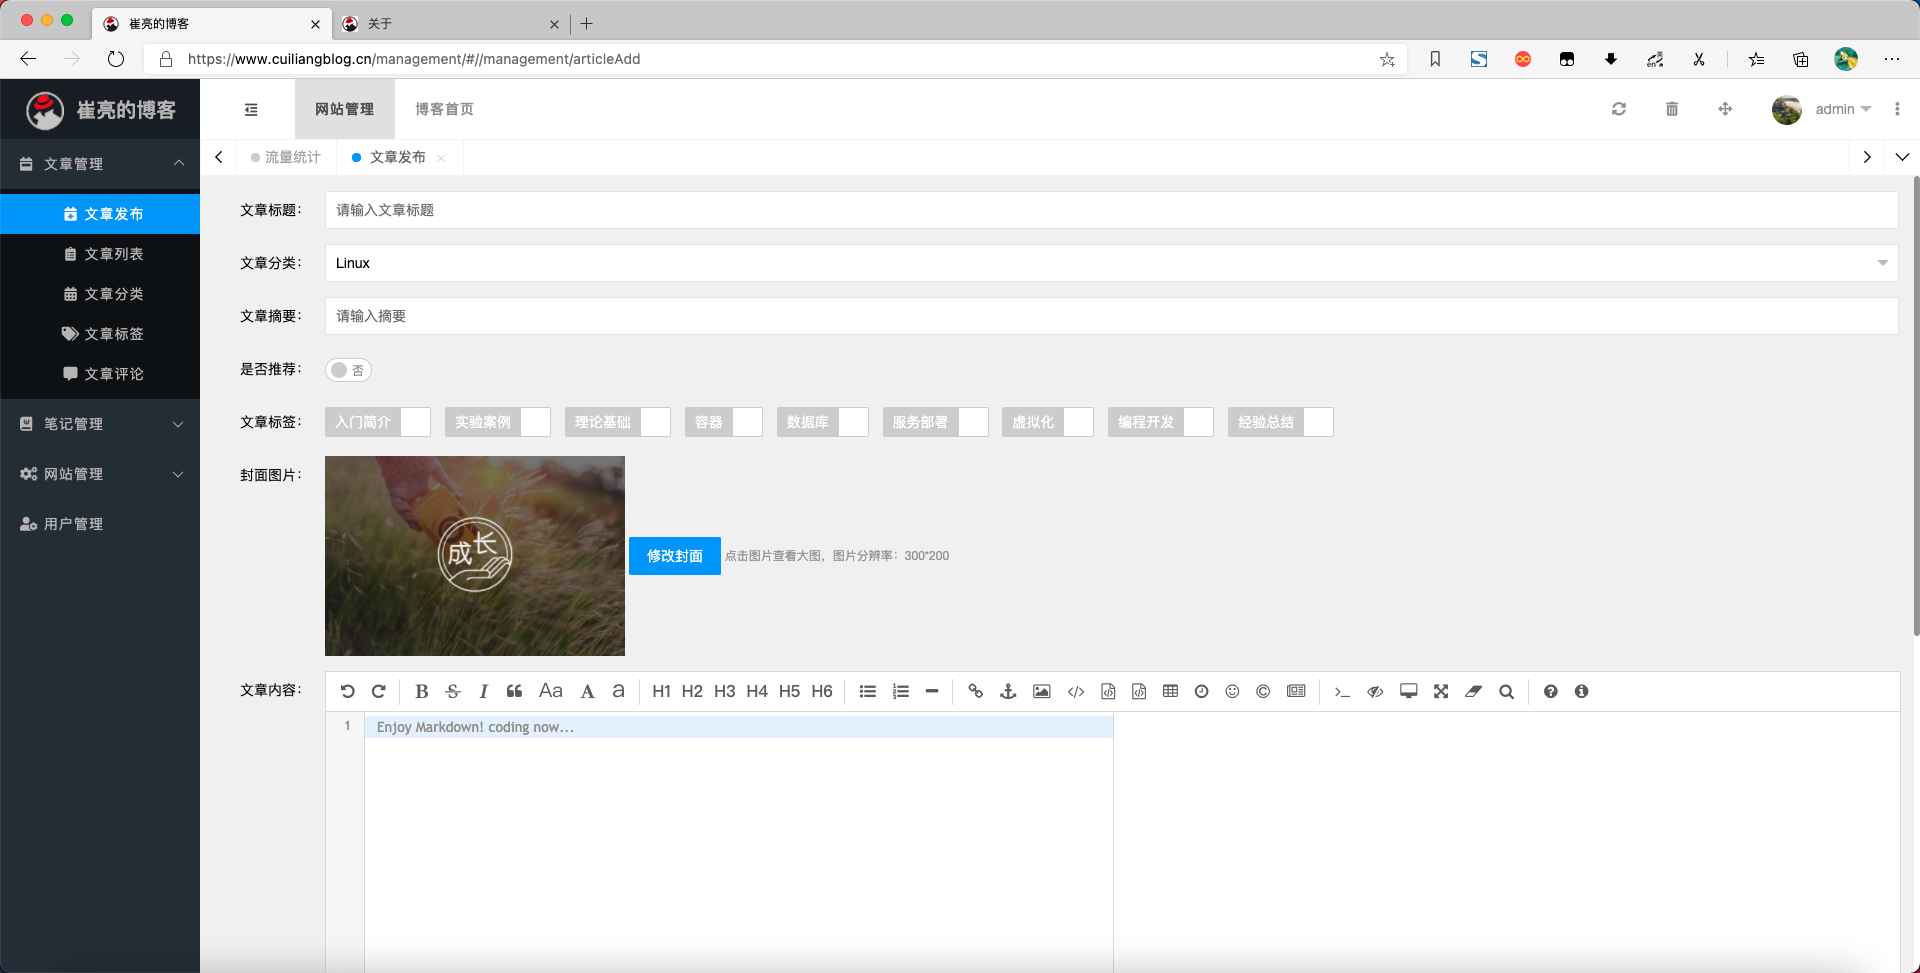 崔亮的博客
关于
https://www.cuiliangblog.cn/management/#//management/articleAdd
崔亮的博客
网站管理
博客首页
admin
文章管理
文章发布
文章列表
文章分类
文章标签
文章评论
笔记管理
网站管理
用户管理
流量统计
文章发布
文章标题:
请输入文章标题
文章分类:
Linux
文章摘要:
请输入摘要
是否推荐:
否
文章标签:
入门简介
实验案例
理论基础
容器
数据库
服务部署
虚拟化
编程开发
经验总结
封面图片:
成长
修改封面
点击图片查看大图，图片分辨率：300*200
文章内容:
B S I Aa A a H1 H2 H3 H4 H5 H6
1
Enjoy Markdown! coding now...